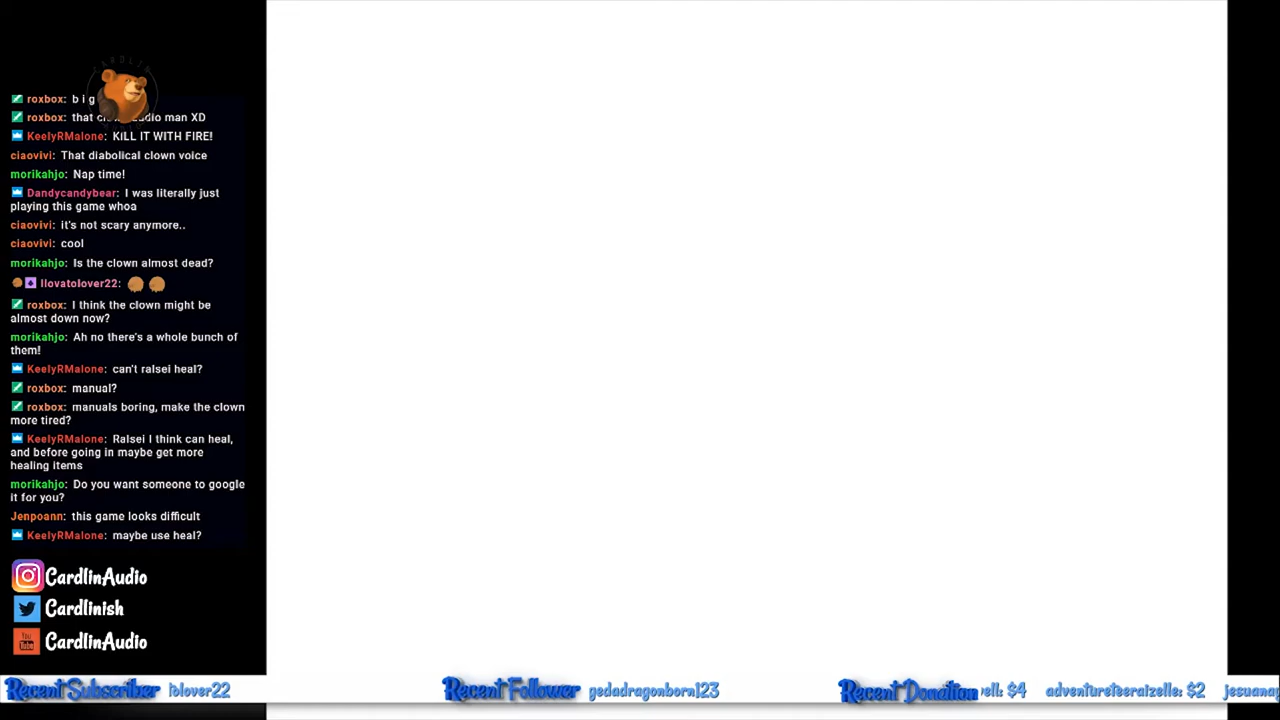 CARDLIN
roxbox: b i g
roxbox: that man XD
KeelyRMalone: KiLL IT WITH FIRE!
ciaovivi: That diabolical clown voice
morikahjo: Nap time!
Dandycandybear: I was literally just
playing this game whoa
ciaovivi: it's not scary anymore..
ciaovivi: cool
morikahjo: Is the clown almost dead?
llovatolover22:
roxbox: I think the clown might be
almost down now?
morikahjo: Ah no there's a whole bunch of
them!
KeelyRMalone: can't ralsei heal?
roxbox: manual?
roxbox: manuals boring, make the clown
more tired?
KeelyRMalone: Ralsei I think can heal,
and before going in maybe get more
healing items
morikahjo: Do you want someone to google
it for you?
Jenpoann: this game looks difficult
KeelyRMalone: maybe use heal?
CardlinAudio
Cardlinish
You Tube CardlinAudio
Recent Subscriber lolover22
Recent Follower gedadragonborn123
Recent Donation ell: $4 adventureteeraizelle: $2 jesuana